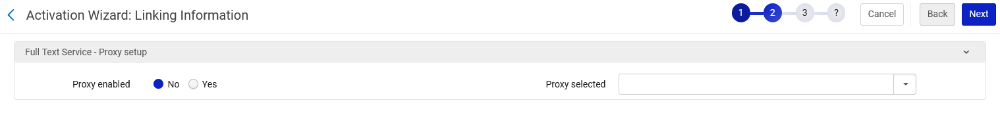 Activation Wizard: Linking Information
1 2 3 ? Cancel Back Next
Full Text Service - Proxy setup
Proxy enabled No Yes Proxy selected